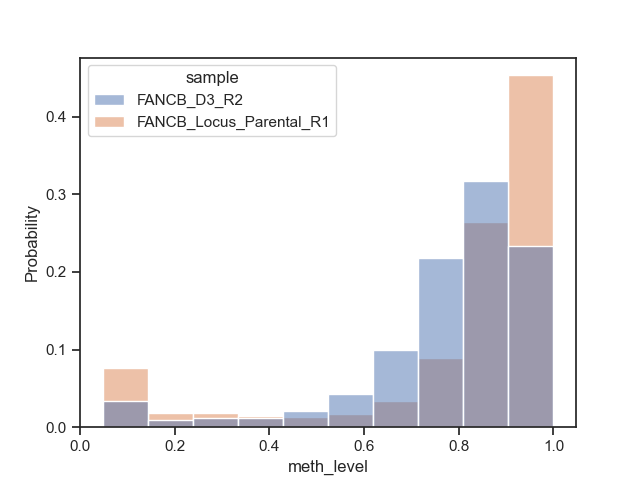 sample
FANCB_D3_R2
FANCB_Locus_Parental_R1
Probability
0.4
0.3
0.2
0.1
0.0
0.0 0.2 0.4 0.6 0.8 1.0
meth_level